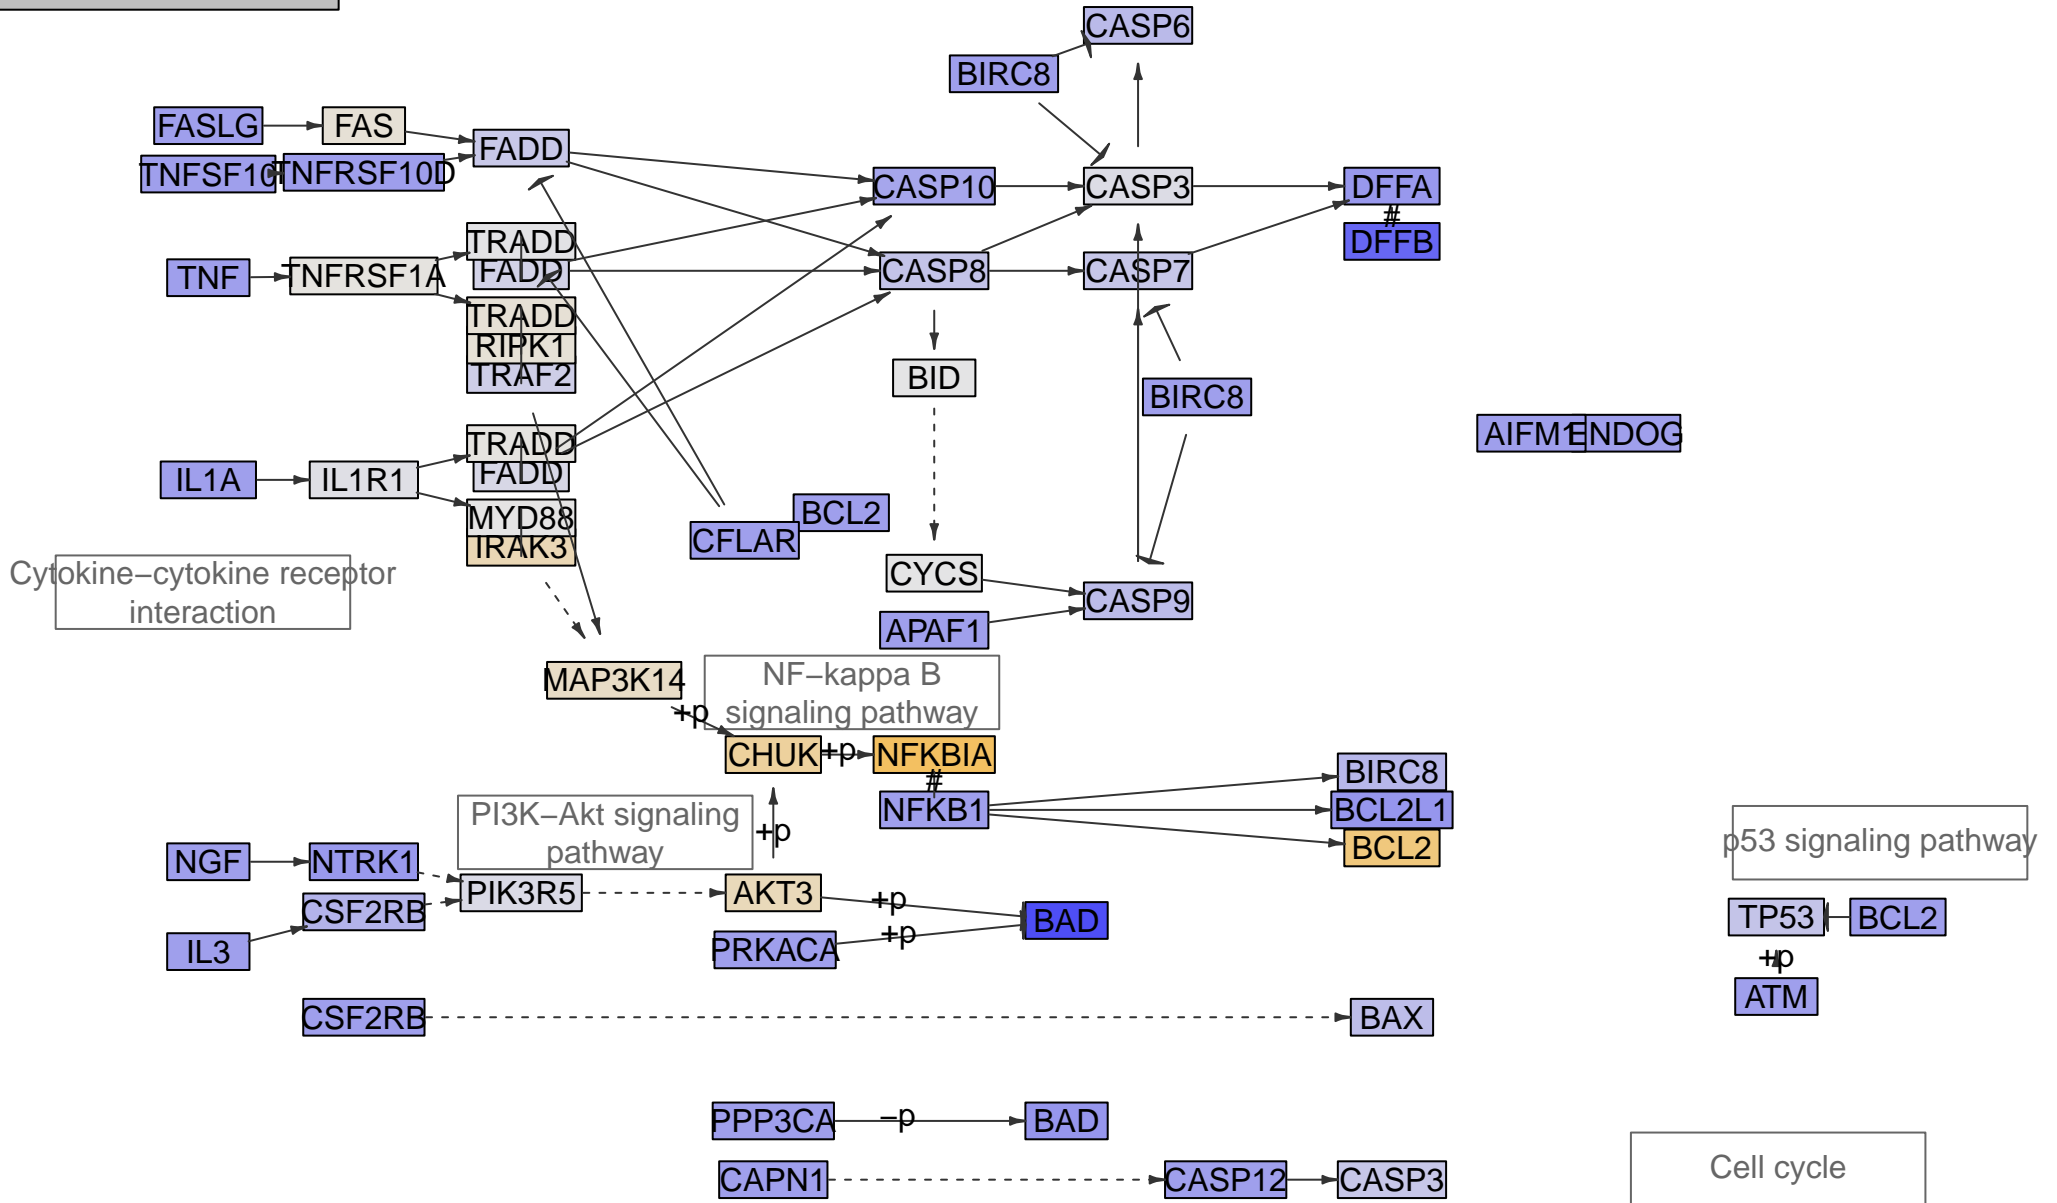 CASP6
BIRC8
FASLG
FAS
FADD
TNFSF10
TNFRSF10D
CASP10
CASP3
DFFA
#
DFFB
TRADD
FADD
TNF
TNFRSF1A
CASP8
CASP7
TRADD
RIPK1
TRAF2
BID
BIRC8
AIFM1
ENDOG
TRADD
FADD
IL1A
IL1R1
MYD88
IRAK3
BCL2
CFLAR
Cytokine−cytokine receptor
interaction
CYCS
CASP9
APAF1
MAP3K14
NF−kappa B
signaling pathway
+p
CHUK
+p
NFKBIA
#
NFKB1
BIRC8
BCL2L1
BCL2
PI3K−Akt signaling
pathway
+p
p53 signaling pathway
NGF
NTRK1
PIK3R5
AKT3
+p
CSF2RB
BAD
TP53
BCL2
IL3
PRKACA
+p
+p
ATM
CSF2RB
BAX
PPP3CA
−p
BAD
CAPN1
CASP12
CASP3
Cell cycle